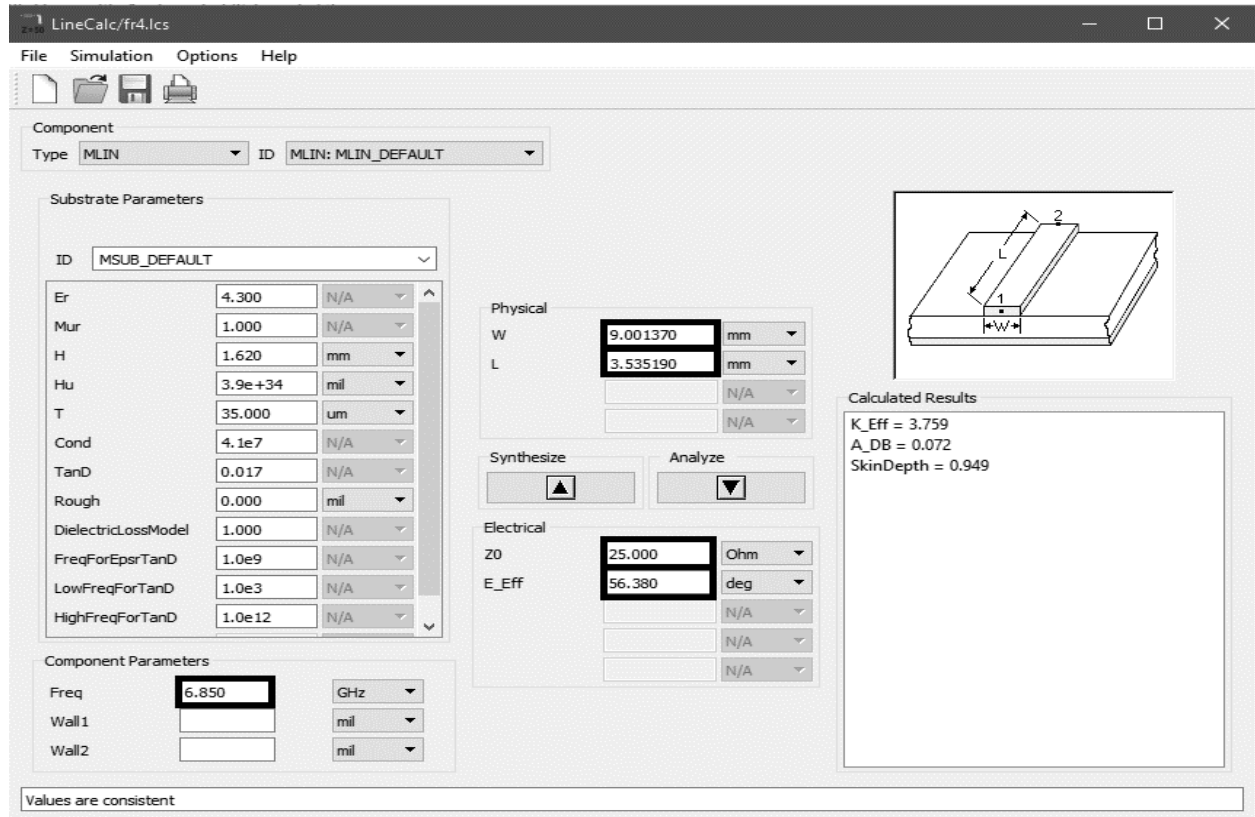 LineCalc/fr4.lcs
File Simulation Options Help
Component
Type MLIN ID MLIN: MLIN_DEFAULT
Substrate Parameters
ID MSUB_DEFAULT
Er 4.300 N/A
Mur 1.000 N/A
H 1.620 mm
Hu 3.9e+34 mil
T 35.000 um
Cond 4.1e7 N/A
TanD 0.017 N/A
Rough 0.000 mil
DielectricLossModel 1.000 N/A
FreqForEpsrTanD 1.0e9 N/A
LowFreqForTanD 1.0e3 N/A
HighFreqForTanD 1.0e12 N/A
Component Parameters
Freq 6.850 GHz
Wall1 mil
Wall2 mil
Physical
W 9.001370 mm
L 3.535190 mm
N/A
N/A
Synthesize Analyze
Electrical
Z0 25.000 Ohm
E_Eff 56.380 deg
N/A
N/A
N/A
2
L
1
W
Calculated Results
K_Eff = 3.759
A_DB = 0.072
SkinDepth = 0.949
Values are consistent